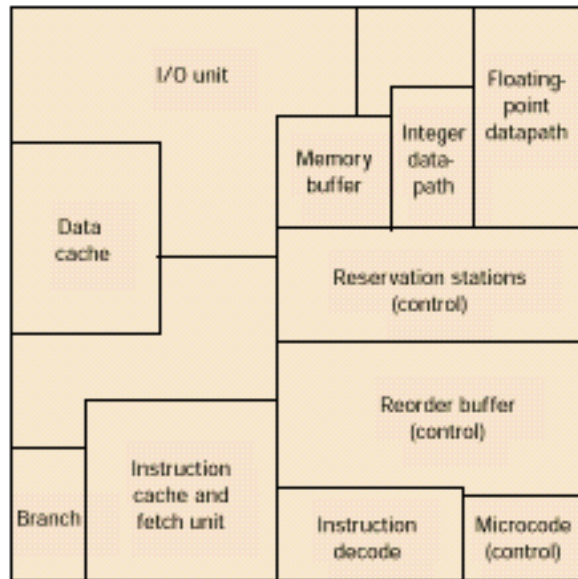 I/O unit
Floating-
point
datapath
Integer
data-
path
Memory
buffer
Data
cache
Reservation stations
(control)
Reorder buffer
(control)
Instruction
cache and
fetch unit
Branch
Instruction
decode
Microcode
(control)